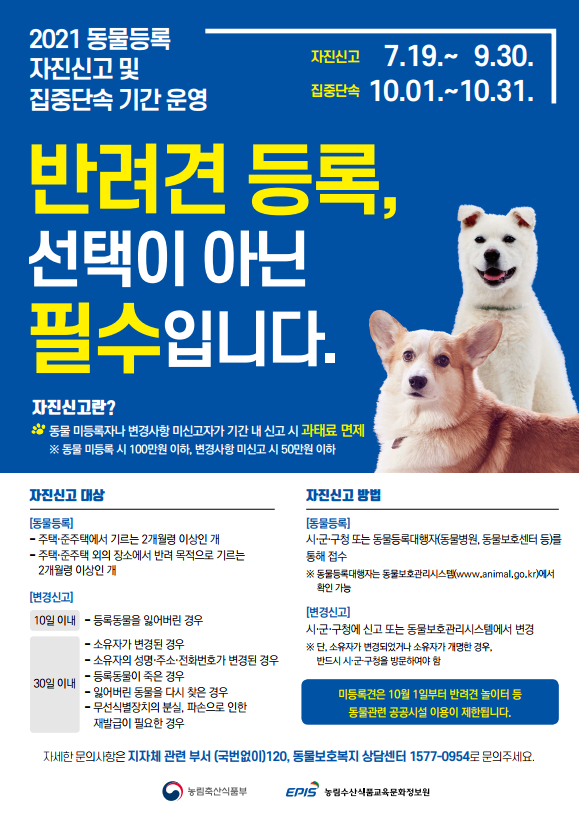 2021 동물등록
자진신고 및
집중단속 기간 운영
자진신고 7.19.~ 9.30.
집중단속 10.01.~10.31.
반려견 등록,
선택이 아닌
필수입니다.
자진신고란?
동물 미등록자나 변경사항 미신고자가 기간 내 신고 시 과태료 면제
※ 동물 미등록 시 100만원 이하, 변경사항 미신고 시 50만원 이하
자진신고 대상
[동물등록]
- 주택·준주택에서 기르는 2개월령 이상인 개
- 주택·준주택 외의 장소에서 반려 목적으로 기르는
2개월령 이상인 개
[변경신고]
10일 이내 - 등록동물을 잃어버린 경우
30일 이내
- 소유자가 변경된 경우
- 소유자의 성명·주소·전화번호가 변경된 경우
- 등록동물이 죽은 경우
- 잃어버린 동물을 다시 찾은 경우
- 무선식별장치의 분실, 파손으로 인한
재발급이 필요한 경우
자진신고 방법
[동물등록]
시·군·구청 또는 동물등록대행자(동물병원, 동물보호센터 등)를
통해 접수
※ 동물등록대행자는 동물보호관리시스템(www.animal.go.kr)에서
확인 가능
[변경신고]
시·군·구청에 신고 또는 동물보호관리시스템에서 변경
※ 단, 소유자가 변경되었거나 소유자가 개명한 경우,
반드시 시·군·구청을 방문하여야 함
미등록견은 10월 1일부터 반려견 놀이터 등
동물관련 공공시설 이용이 제한됩니다.
자세한 문의사항은 지자체 관련 부서 (국번없이)120, 동물보호복지 상담센터 1577-0954로 문의주세요.
농림축산식품부
EPIS 농림수산식품교육문화정보원